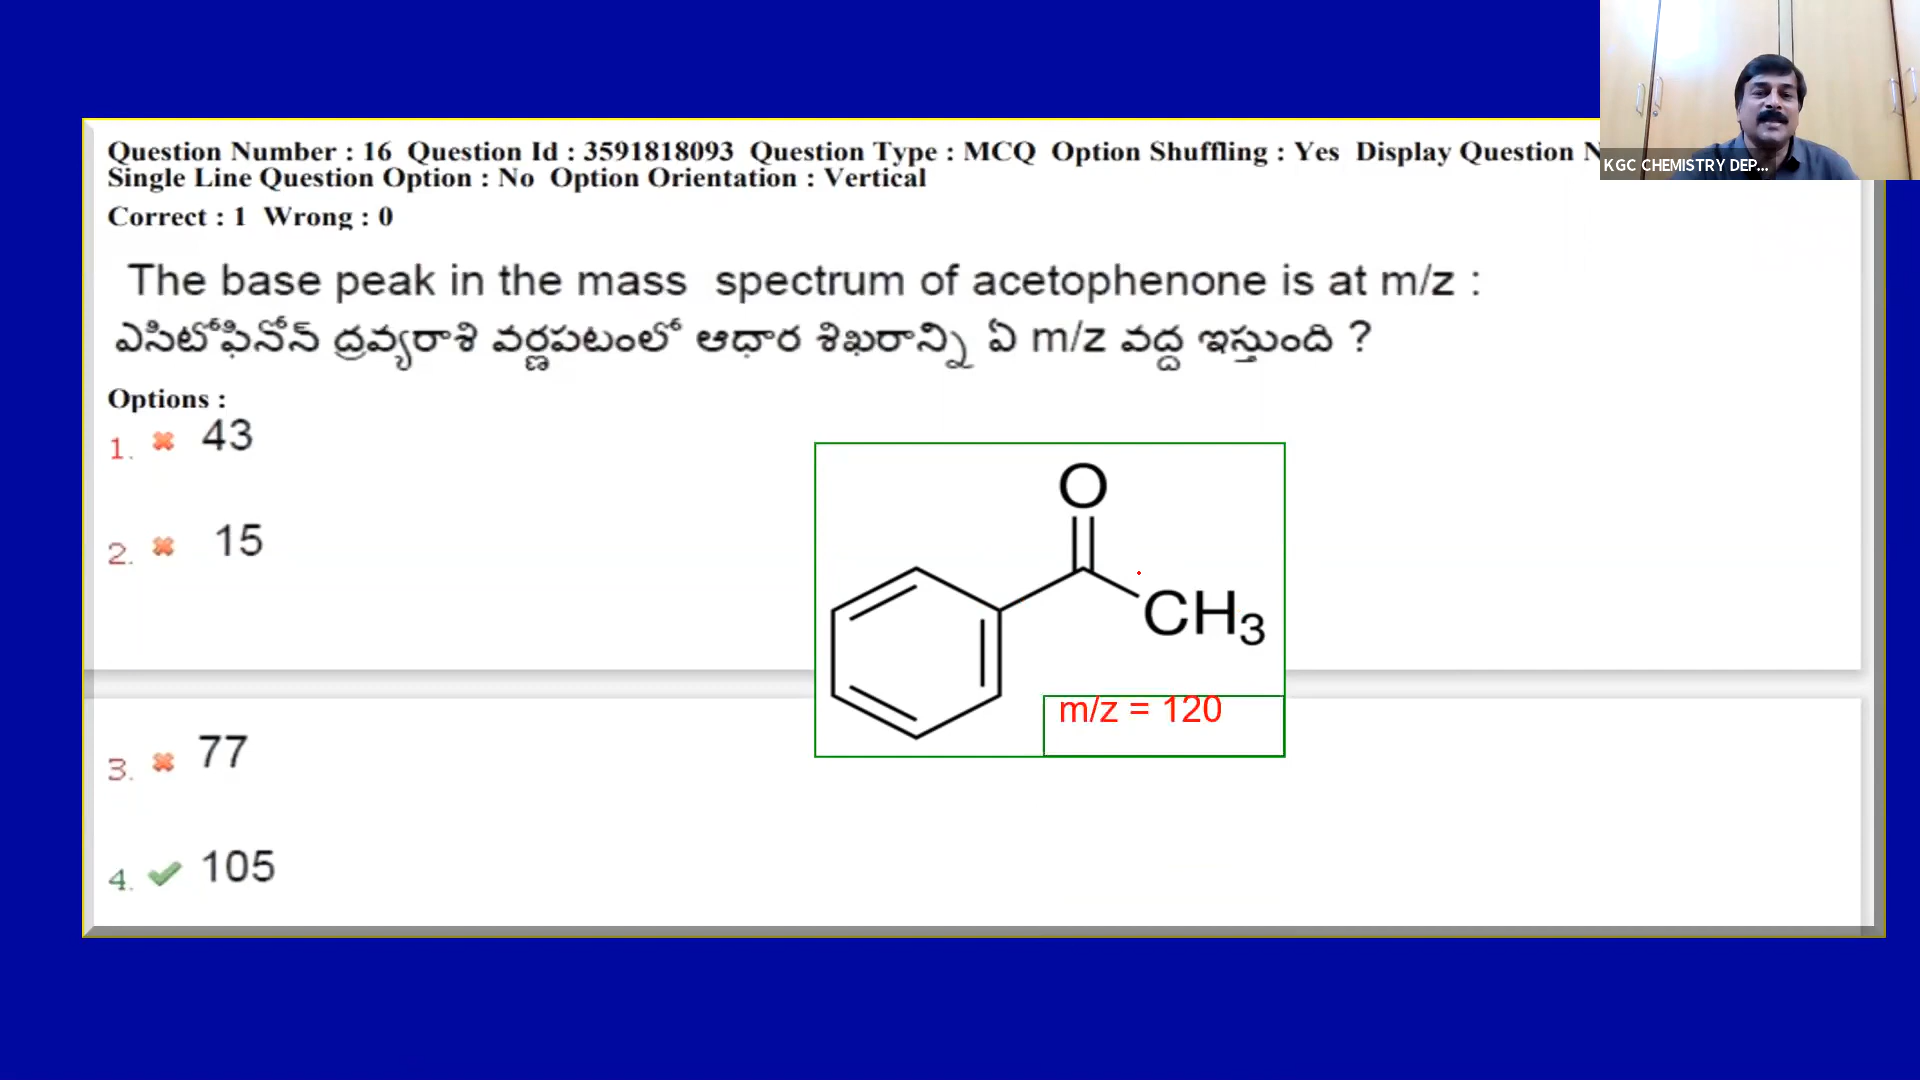 Question Number : 16 Question Id : 3591818093 Question Type : MCQ Option Shuffling : Yes Display Question
Single Line Question Option : No Option Orientation : Vertical
Correct : 1 Wrong : 0
The base peak in the mass spectrum of acetophenone is at m/z :
ఎసిటోఫినోన్ ద్రవ్యరాశి వర్ణపటంలో ఆధార శిఖరాన్ని ఏ m/z వద్ద ఇస్తుంది ?
Options :
1. 43
2. 15
3. 77
4. 105
O
CH3
m/z = 120
KGC CHEMISTRY DEP...